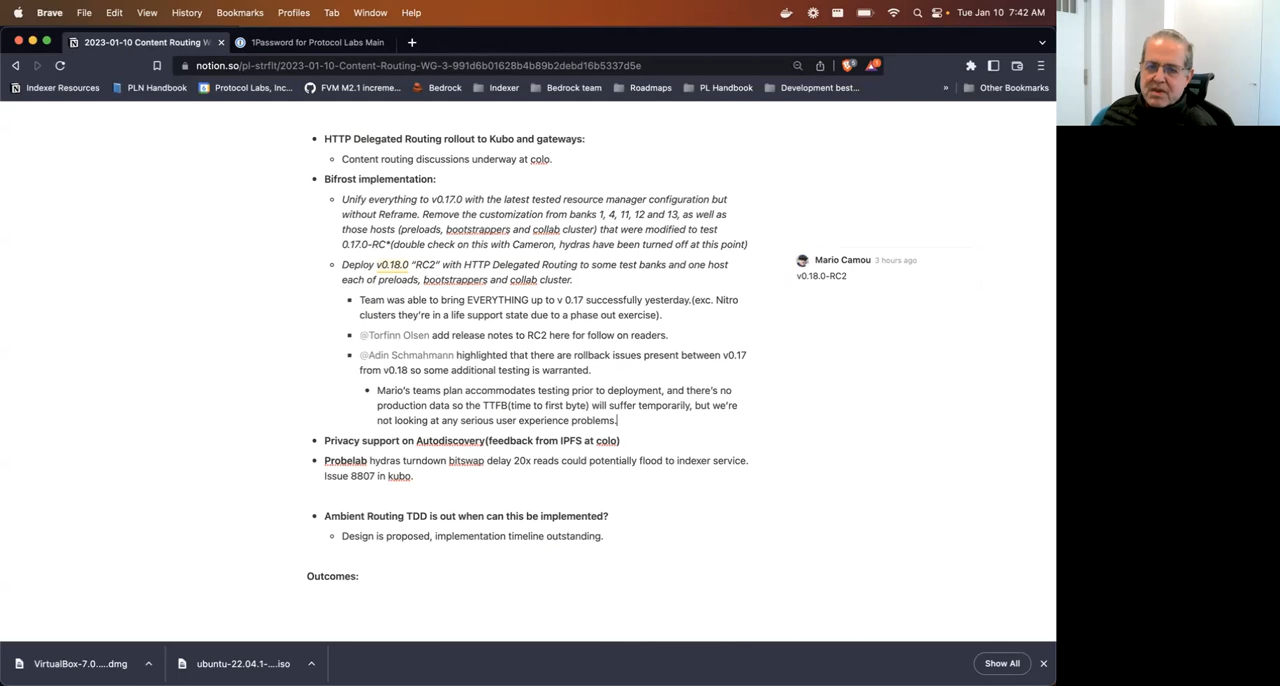 Brave File Edit View History Bookmarks Profiles Tab Window Help Tue Jan 10 7:42 AM
2023-01-10 Content Routing W 1Password for Protocol Labs Main
notion.so/pl-strflt/2023-01-10-Content-Routing-WG-3-991d6b01628b4b89b2debd16b5337d5e
Indexer Resources PLN Handbook Protocol Labs, Inc... FVM M2.1 increme... Bedrock Indexer Bedrock team Roadmaps PL Handbook Development best... » Other Bookmarks
HTTP Delegated Routing rollout to Kubo and gateways:
Content routing discussions underway at colo.
Bifrost implementation:
Unify everything to v0.17.0 with the latest tested resource manager configuration but
without Reframe. Remove the customization from banks 1, 4, 11, 12 and 13, as well as
those hosts (preloads, bootstrappers and collab cluster) that were modified to test
0.17.0-RC*(double check on this with Cameron, hydras have been turned off at this point)
Deploy v0.18.0 “RC2” with HTTP Delegated Routing to some test banks and one host
each of preloads, bootstrappers and collab cluster.
Team was able to bring EVERYTHING up to v 0.17 successfully yesterday.(exc. Nitro
clusters they’re in a life support state due to a phase out exercise).
@Torfinn Olsen add release notes to RC2 here for follow on readers.
@Adin Schmahmann highlighted that there are rollback issues present between v0.17
from v0.18 so some additional testing is warranted.
Mario’s teams plan accommodates testing prior to deployment, and there’s no
production data so the TTFB(time to first byte) will suffer temporarily, but we’re
not looking at any serious user experience problems.
Privacy support on Autodiscovery(feedback from IPFS at colo)
Probelab hydras turndown bitswap delay 20x reads could potentially flood to indexer service.
Issue 8807 in kubo.
Ambient Routing TDD is out when can this be implemented?
Design is proposed, implementation timeline outstanding.
Outcomes:
Mario Camou 3 hours ago
v0.18.0-RC2
VirtualBox-7.0.....dmg ubuntu-22.04.1-....iso Show All